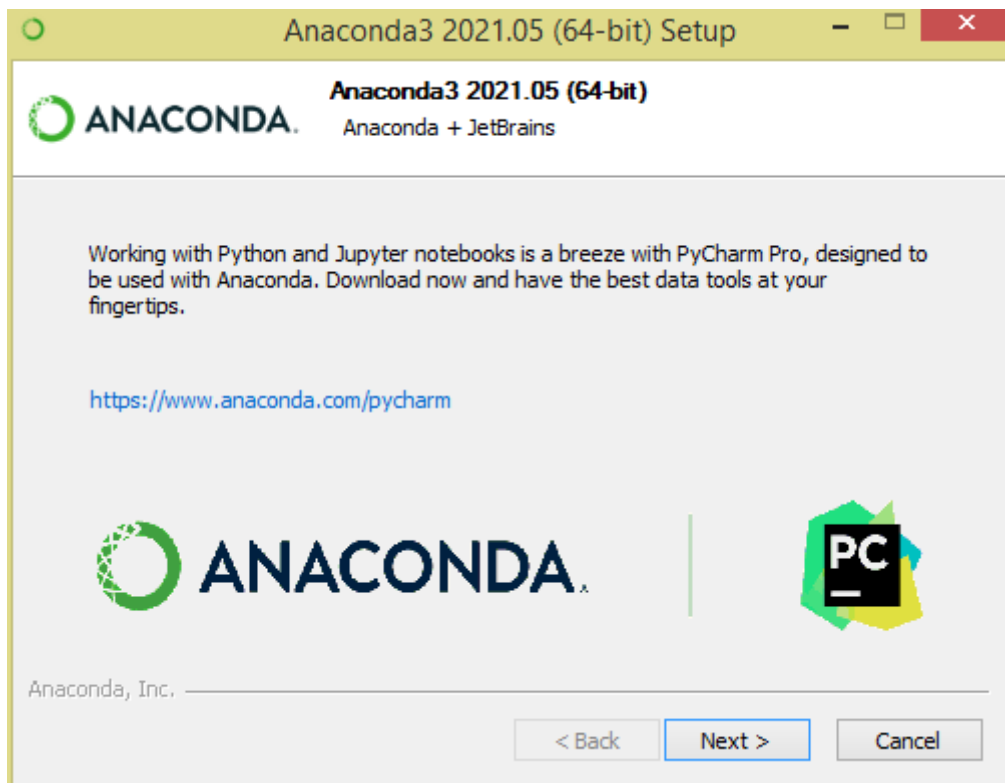 Anaconda3 2021.05 (64-bit) Setup
Anaconda3 2021.05 (64-bit)
ANACONDA.
Anaconda + JetBrains
Working with Python and Jupyter notebooks is a breeze with PyCharm Pro, designed to
be used with Anaconda. Download now and have the best data tools at your
fingertips.
https://www.anaconda.com/pycharm
ANACONDA.
PC
Anaconda, Inc.
< Back Next > Cancel